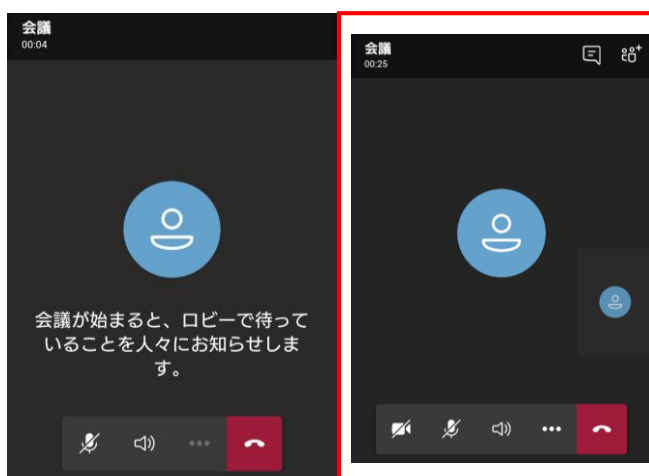 会議
00:04
会議が始まると、ロビーで待って
いることを人々にお知らせしま
す。
会議
00:25